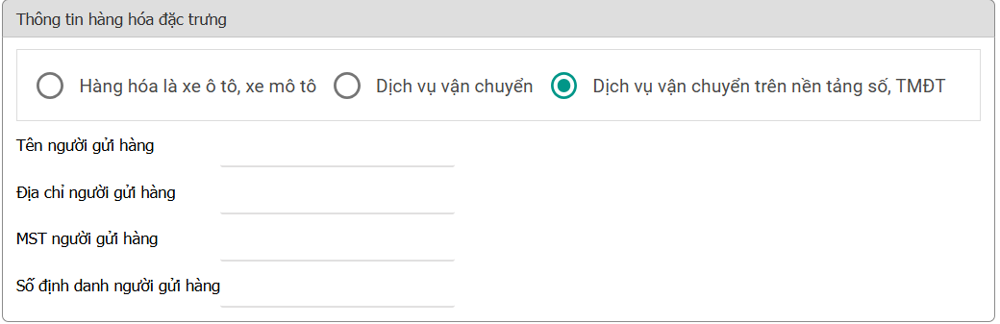 Thông tin hàng hóa đặc trưng
Hàng hóa là xe ô tô, xe mô tô Dịch vụ vận chuyển Dịch vụ vận chuyển trên nền tảng số, TMĐT
Tên người gửi hàng
Địa chỉ người gửi hàng
MST người gửi hàng
Số định danh người gửi hàng